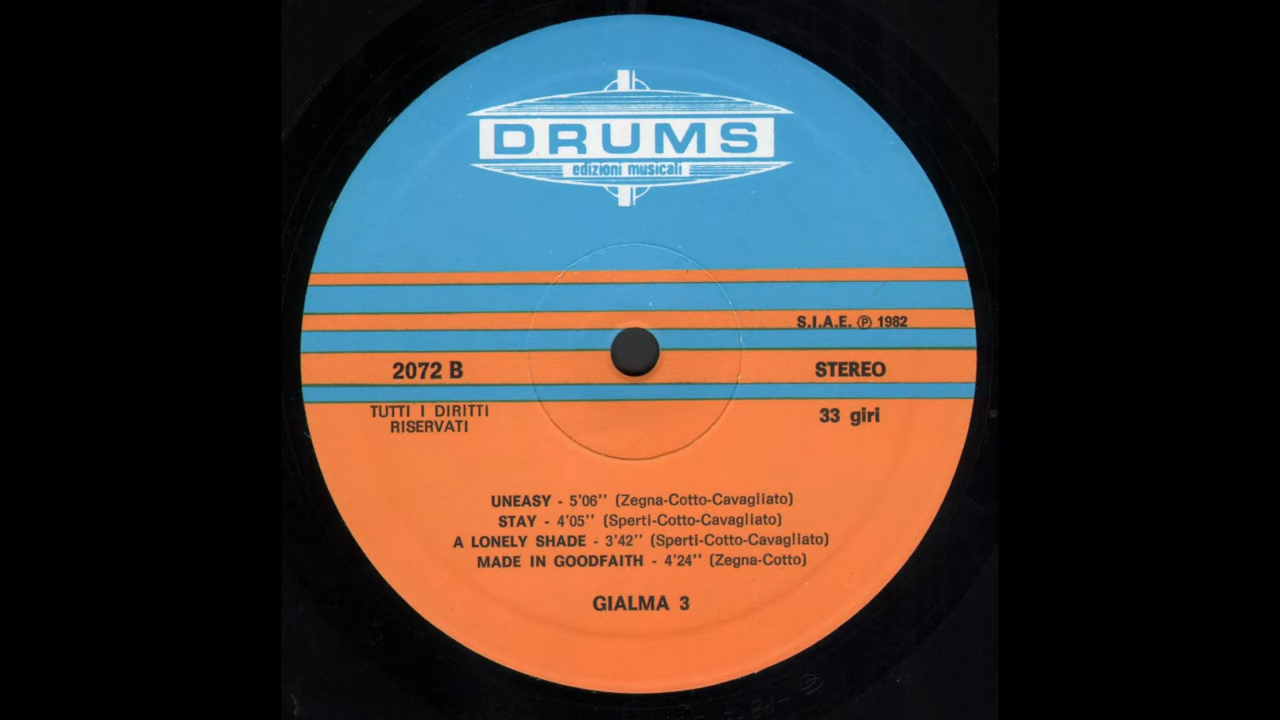 DRUMS
edizioni musicali
S.I.A.E. ℗ 1982
2072 B
STEREO
TUTTI I DIRITTI
RISERVATI
33 giri
UNEASY - 5'06'' (Zegna-Cotto-Cavagliato)
STAY - 4'05'' (Sperti-Cotto-Cavagliato)
A LONELY SHADE - 3'42'' (Sperti-Cotto-Cavagliato)
MADE IN GOODFAITH - 4'24'' (Zegna-Cotto)
GIALMA 3